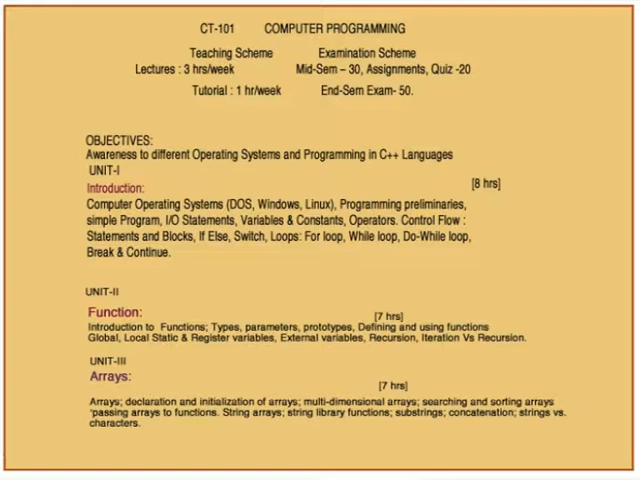 CT-101 COMPUTER PROGRAMMING
Teaching Scheme Examination Scheme
Lectures : 3 hrs/week Mid-Sem – 30, Assignments, Quiz -20
Tutorial : 1 hr/week End-Sem Exam- 50.
OBJECTIVES:
Awareness to different Operating Systems and Programming in C++ Languages
UNIT-I
[8 hrs]
Introduction:
Computer Operating Systems (DOS, Windows, Linux), Programming preliminaries,
simple Program, I/O Statements, Variables & Constants, Operators. Control Flow :
Statements and Blocks, If Else, Switch, Loops: For loop, While loop, Do-While loop,
Break & Continue.
UNIT-II
Function:
[7 hrs]
Introduction to Functions; Types, parameters, prototypes, Defining and using functions
Global, Local Static & Register variables, External variables, Recursion, Iteration Vs Recursion.
UNIT-III
Arrays:
[7 hrs]
Arrays; declaration and initialization of arrays; multi-dimensional arrays; searching and sorting arrays
'passing arrays to functions. String arrays; string library functions; substrings; concatenation; strings vs.
characters.